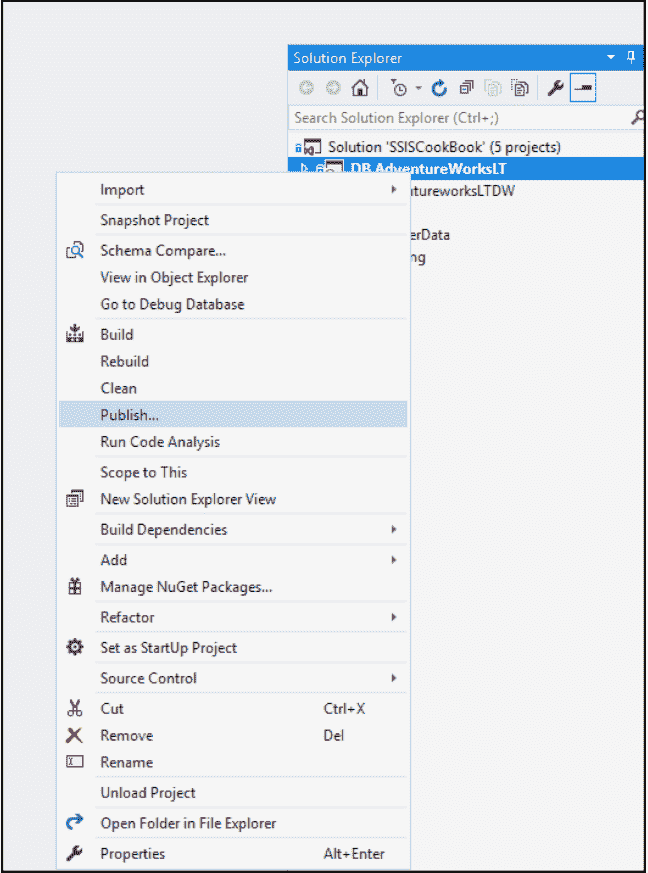 Solution Explorer
Search Solution Explorer (Ctrl+;)
Solution 'SSISCookBook' (5 projects)
DB.AdventureWorksLT
Import
tureworksLTDW
Snapshot Project
erData
Schema Compare...
ng
View in Object Explorer
Go to Debug Database
Build
Rebuild
Clean
Publish...
Run Code Analysis
Scope to This
New Solution Explorer View
Build Dependencies
Add
Manage NuGet Packages...
Refactor
Set as StartUp Project
Source Control
Cut Ctrl+X
Remove Del
Rename
Unload Project
Open Folder in File Explorer
Properties Alt+Enter